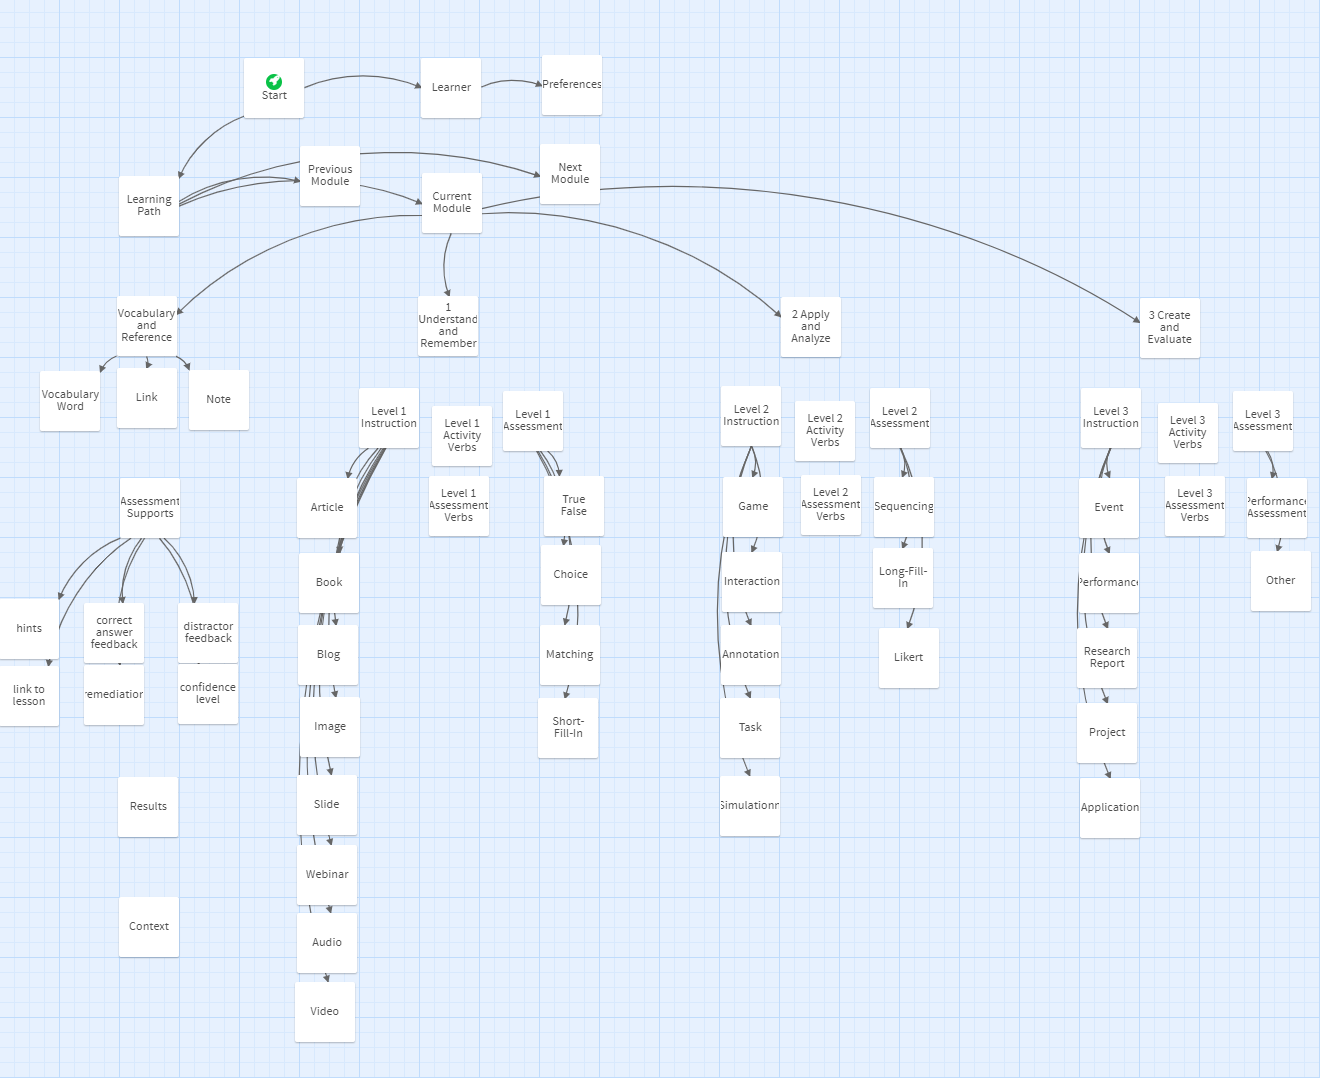 Start
Learner
Preferences
Learning
Path
Previous
Module
Current
Module
Next
Module
Vocabulary
and
Reference
1
Understand
and
Remember
2 Apply
and
Analyze
3 Create
and
Evaluate
Vocabulary
Word
Link
Note
Level 1
Instruction
Level 1
Activity
Verbs
Level 1
Assessment
Level 2
Instruction
Level 2
Activity
Verbs
Level 2
Assessment
Level 3
Instruction
Level 3
Activity
Verbs
Level 3
Assessment
Assessment
Supports
Article
Level 1
Assessment
Verbs
True
False
Game
Level 2
Assessment
Verbs
Sequencing
Event
Level 3
Assessment
Verbs
Performance
Assessment
Book
Choice
Interaction
Long-Fill-
In
Performance
Other
hints
correct
answer
feedback
distractor
feedback
Blog
Matching
Annotation
Likert
Research
Report
link to
lesson
remediation
confidence
level
Image
Short-
Fill-In
Task
Project
Results
Slide
Simulationn
Application
Webinar
Context
Audio
Video